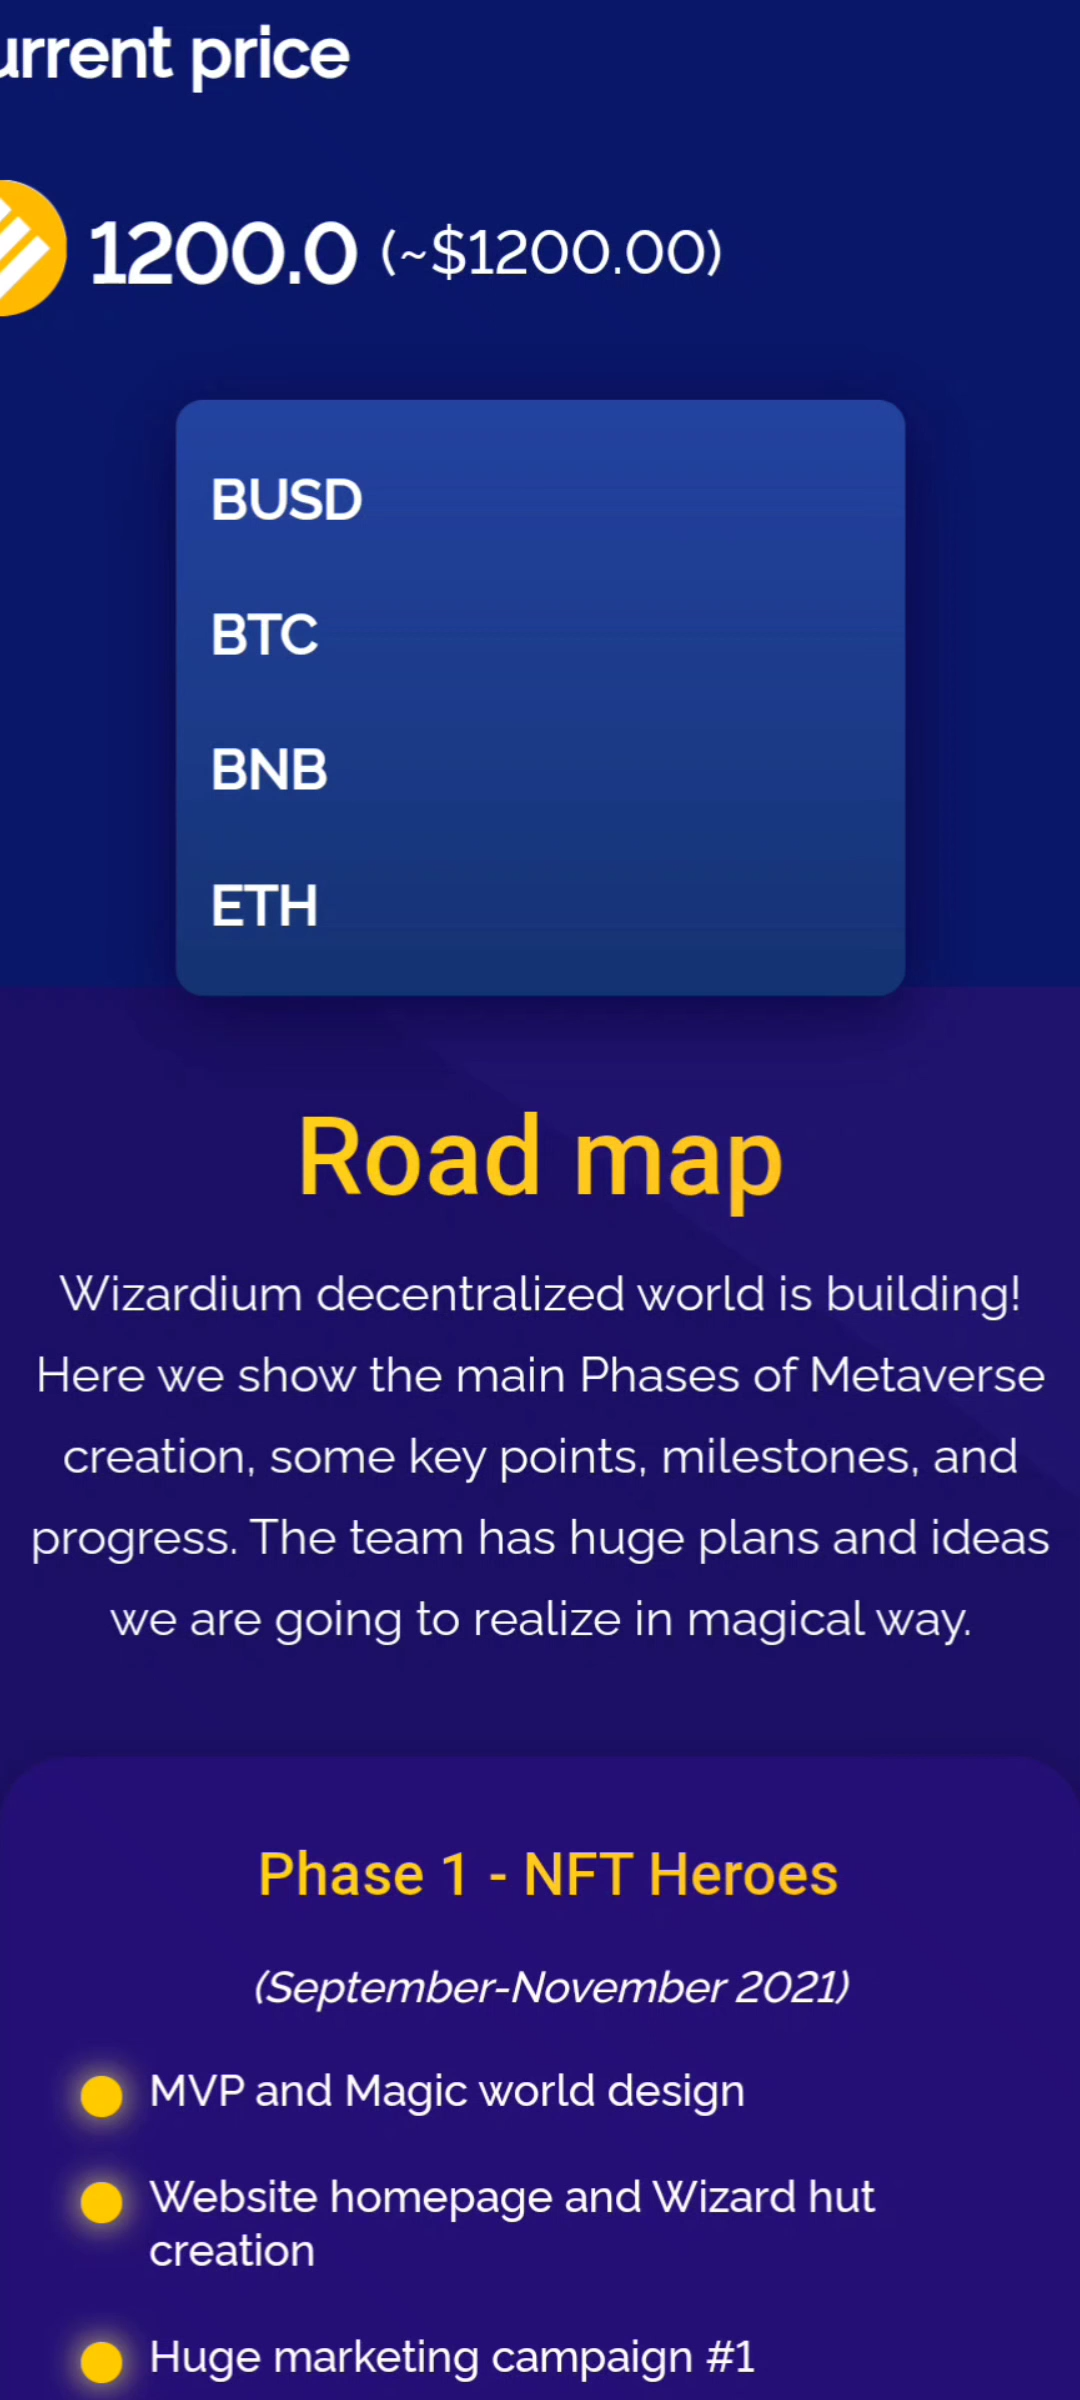 urrent price
1200.0 (~$1200.00)
BUSD
BTC
BNB
ETH
Road map
Wizardium decentralized world is building!
Here we show the main Phases of Metaverse
creation, some key points, milestones, and
progress. The team has huge plans and ideas
we are going to realize in magical way.
Phase 1 - NFT Heroes
(September-November 2021)
MVP and Magic world design
Website homepage and Wizard hut
creation
Huge marketing campaign #1